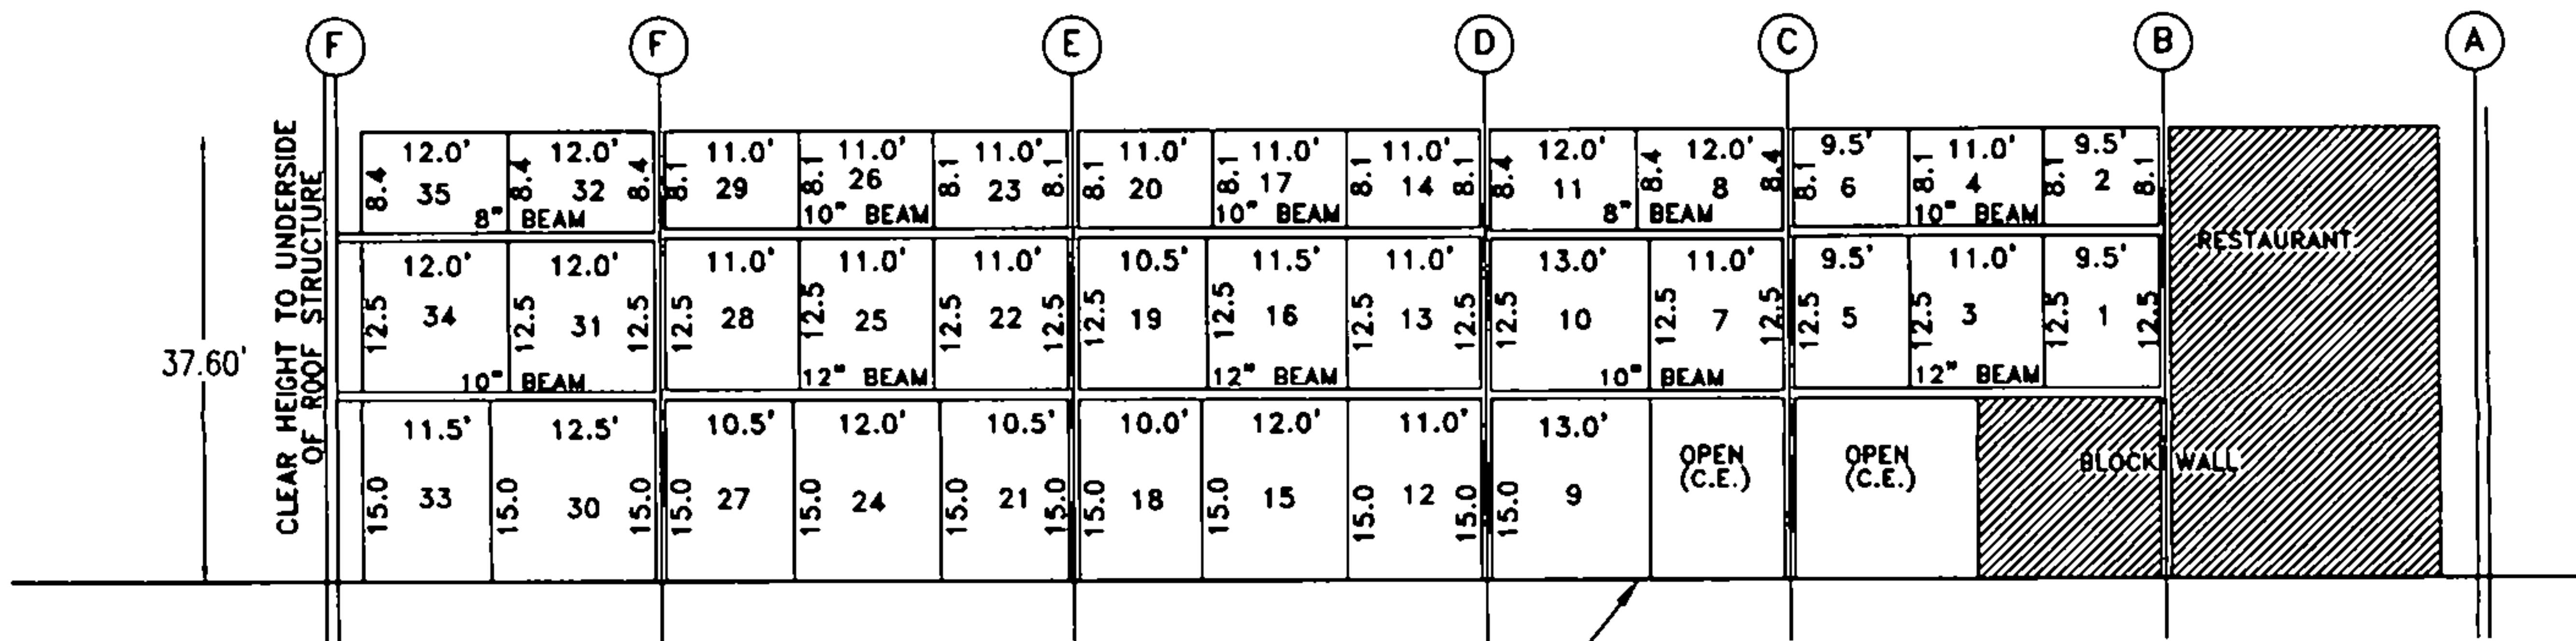 F F E D C B A
CLEAR HEIGHT TO UNDERSIDE
OF ROOF STRUCTURE
37.60'
12.0' 12.0' 11.0' 11.0' 11.0' 11.0' 11.0' 11.0' 12.0' 12.0' 9.5' 11.0' 9.5'
8.4 35 8.4 32 8.4 8.1 29 8.1 26 8.1 23 8.1 8.1 20 8.1 17 8.1 14 8.1 8.4 11 8.4 8 8.4 8.1 6 8.1 4 8.1 2 8.1
8" BEAM 10" BEAM 10" BEAM 8" BEAM 10" BEAM
RESTAURANT
12.0' 12.0' 11.0' 11.0' 11.0' 10.5' 11.5' 11.0' 13.0' 11.0' 9.5' 11.0' 9.5'
12.5 34 12.5 31 12.5 12.5 28 12.5 25 12.5 22 12.5 12.5 19 12.5 16 12.5 13 12.5 12.5 10 12.5 7 12.5 12.5 5 12.5 3 12.5 1 12.5
10" BEAM 12" BEAM 12" BEAM 10" BEAM 12" BEAM
11.5' 12.5' 10.5' 12.0' 10.5' 10.0' 12.0' 11.0' 13.0'
OPEN OPEN
(C.E.) (C.E.)
BLOCK WALL
15.0 33 15.0 30 15.0 15.0 27 15.0 24 15.0 21 15.0 15.0 18 15.0 15 15.0 12 15.0 15.0 9